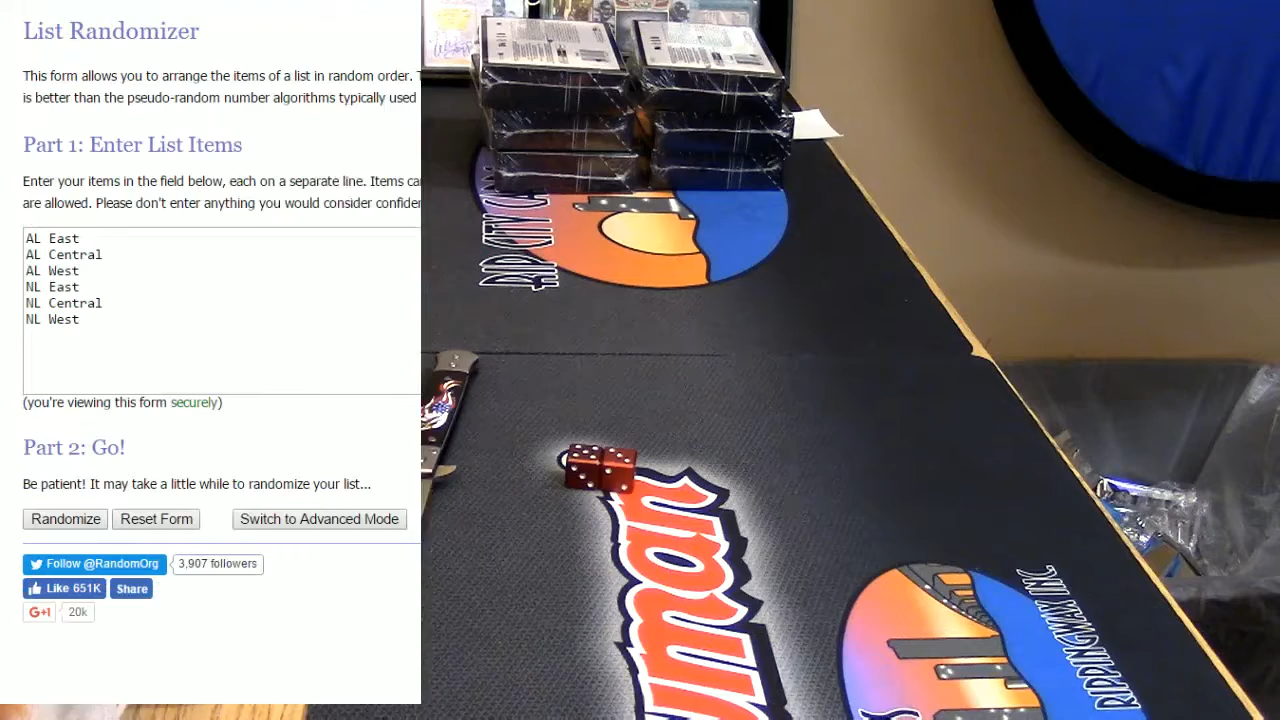 List Randomizer
This form allows you to arrange the items of a list in random order. T
is better than the pseudo-random number algorithms typically used
Part 1: Enter List Items
Enter your items in the field below, each on a separate line. Items ca
are allowed. Please don't enter anything you would consider confider
AL East
AL Central
AL West
NL East
NL Central
NL West
(you're viewing this form securely)
Part 2: Go!
Be patient! It may take a little while to randomize your list...
Randomize Reset Form Switch to Advanced Mode
Follow @RandomOrg 3,907 followers
Like 651K Share
G+1 20k
RIP CITY
RIPPINGWAX INC